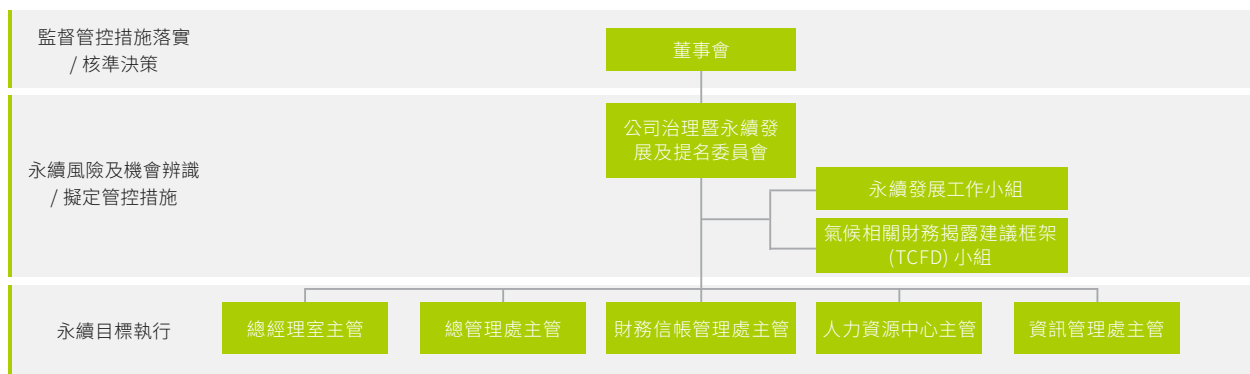 監督管控措施落實
/ 核準決策
董事會
公司治理暨永續發
展及提名委員會
永續風險及機會辨識
/ 擬定管控措施
永續發展工作小組
氣候相關財務揭露建議框架
(TCFD) 小組
永續目標執行
總經理室主管
總管理處主管
財務信帳管理處主管
人力資源中心主管
資訊管理處主管